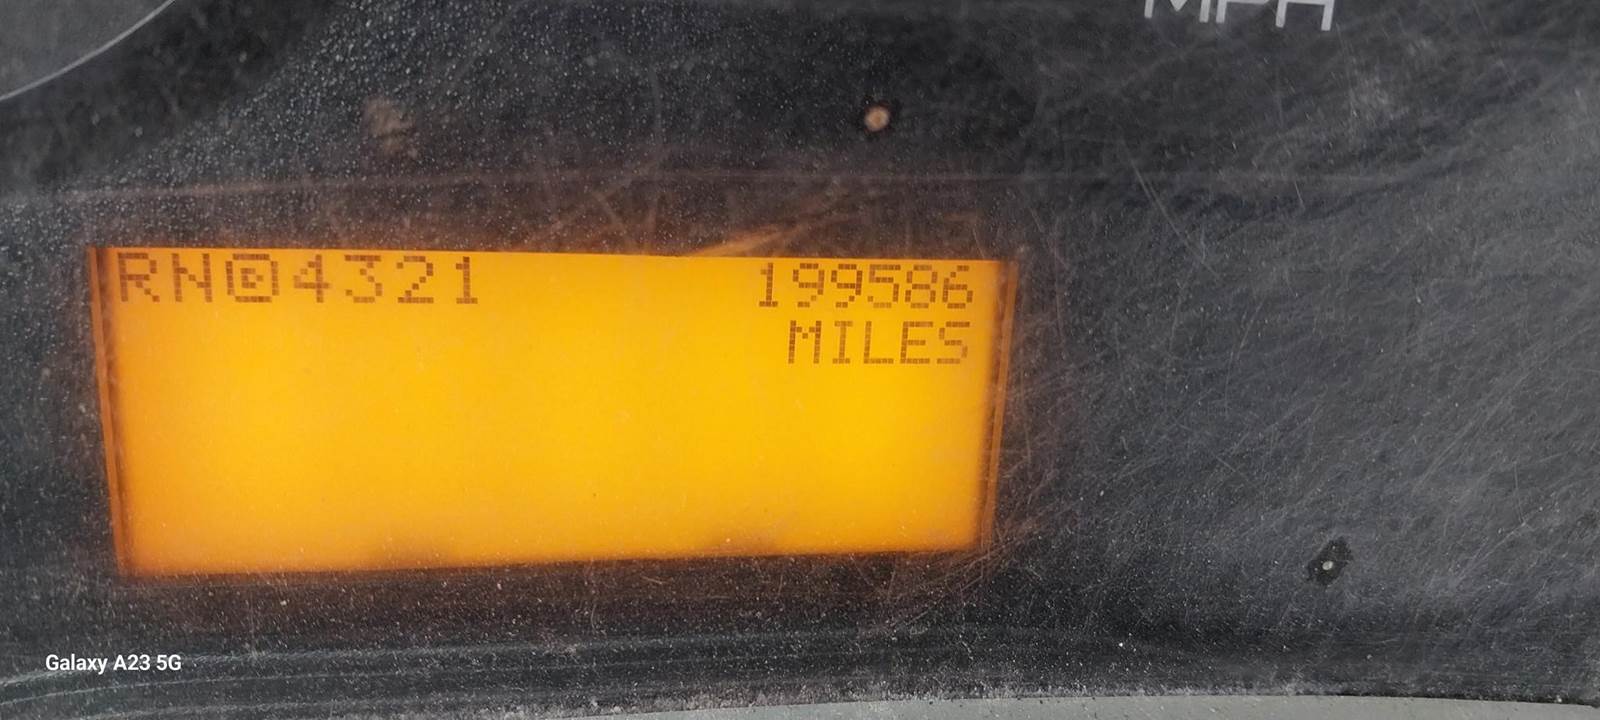 MPH
RN⌾4321 199586
MILES
Galaxy A23 5G